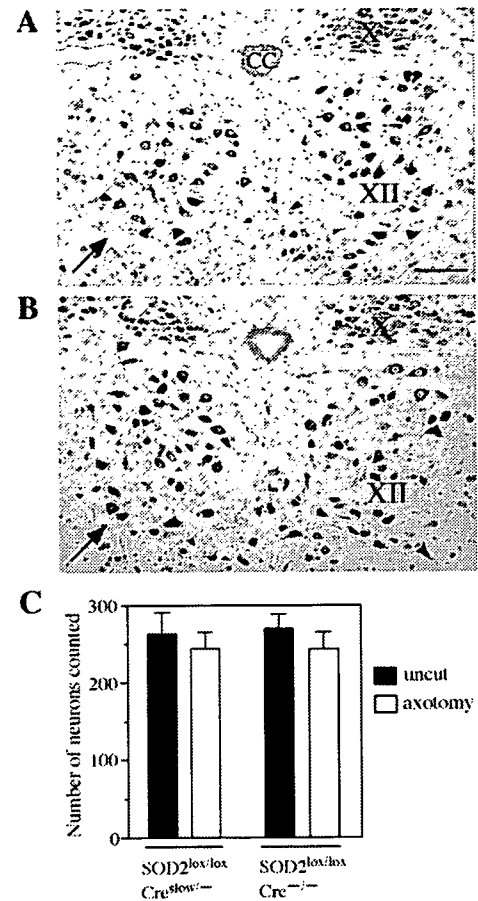 A
X
CC
XII
B
X
XII
C
300
200
100
0
Number of neurons counted
uncut
axotomy
SOD2lox/lox
Creslow/–
SOD2lox/lox
Cre–/–